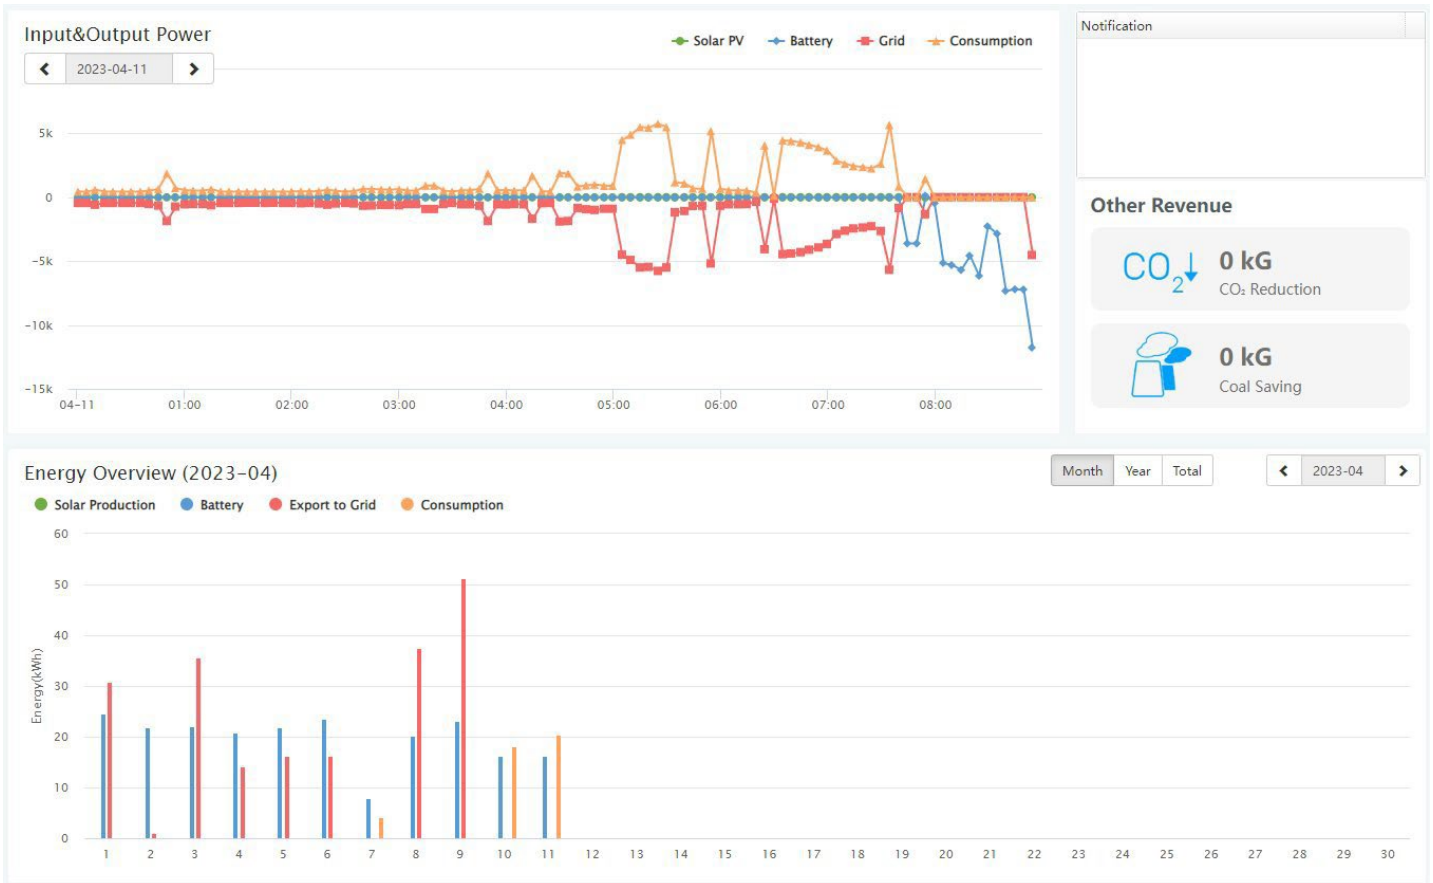 Input&Output Power
2023-04-11
Solar PV Battery Grid Consumption
5k
0
-5k
-10k
-15k
04-11 01:00 02:00 03:00 04:00 05:00 06:00 07:00 08:00
Notification
Other Revenue
CO2
0 kG
CO₂ Reduction
0 kG
Coal Saving
Energy Overview (2023-04)
Month Year Total
2023-04
Solar Production Battery Export to Grid Consumption
Energy(kWh)
60
50
40
30
20
10
0
1 2 3 4 5 6 7 8 9 10 11 12 13 14 15 16 17 18 19 20 21 22 23 24 25 26 27 28 29 30